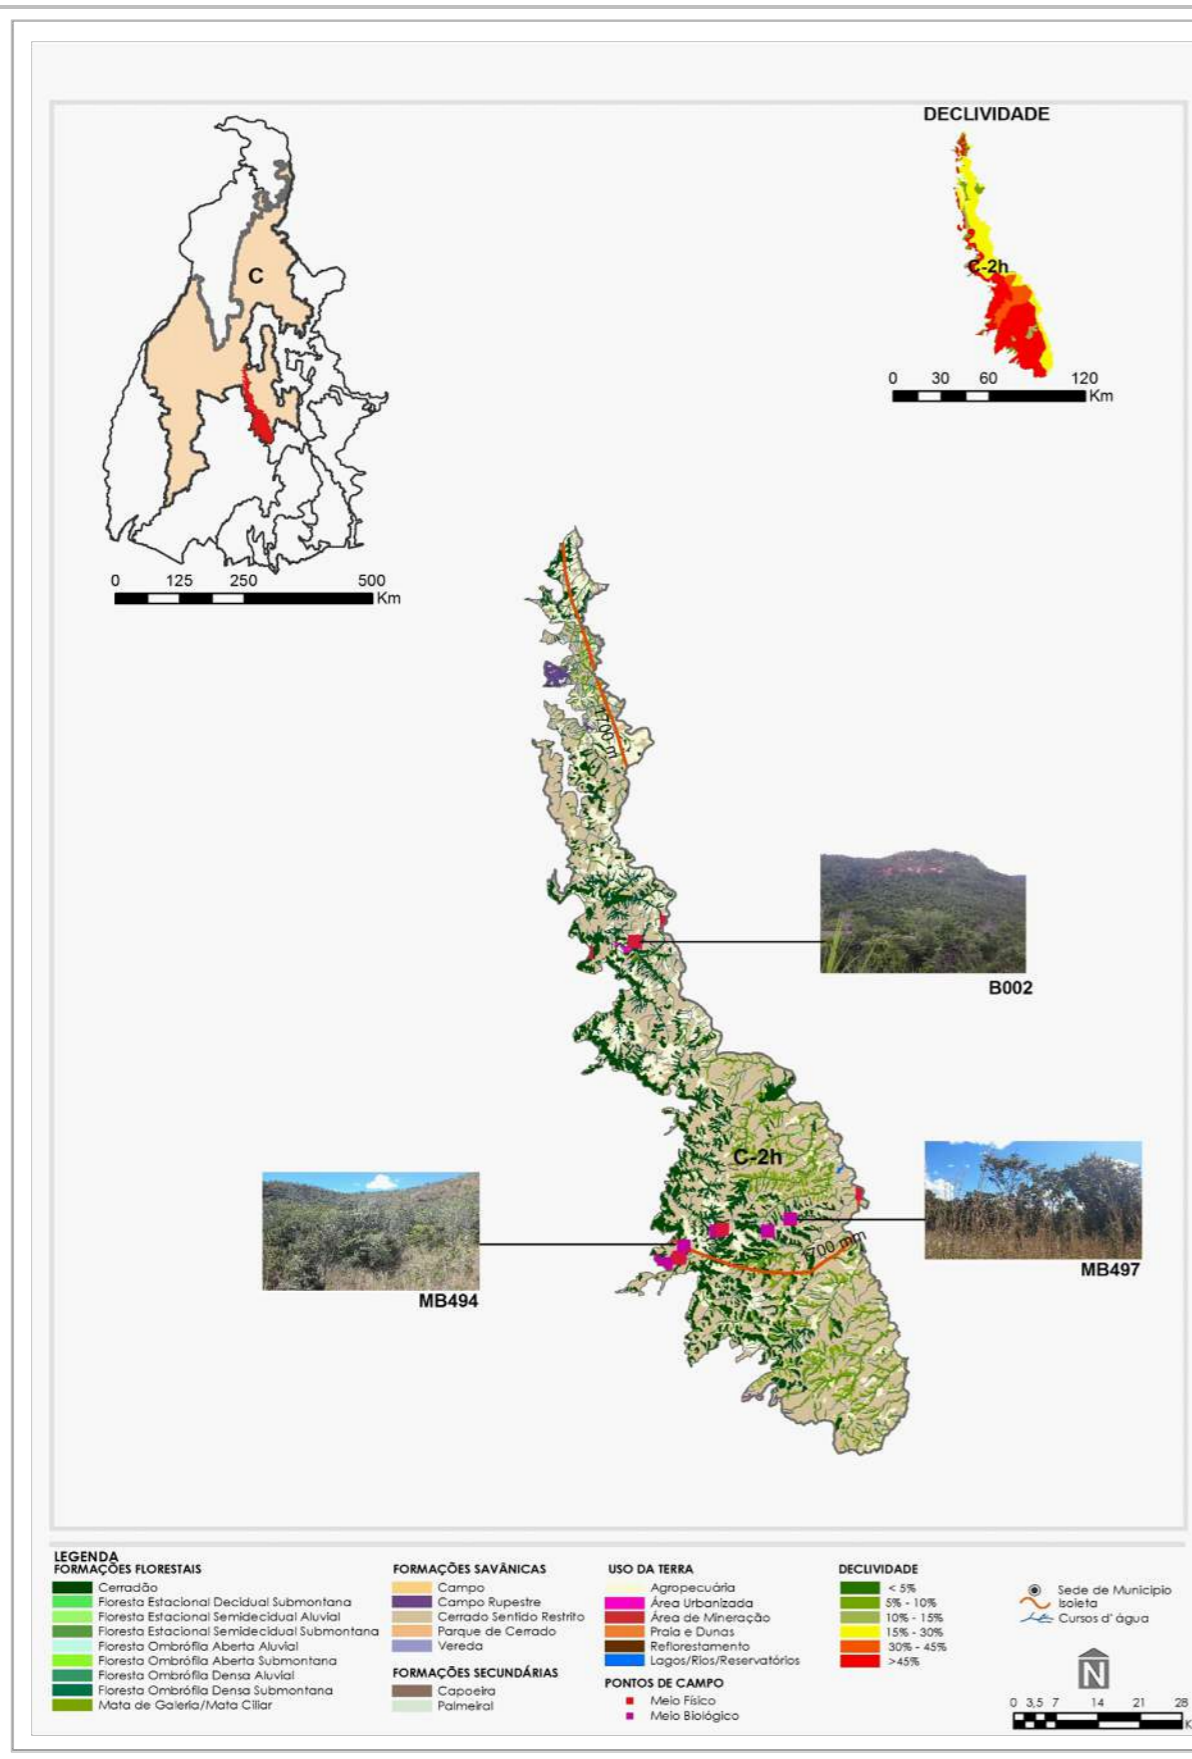 DECLIVIDADE
C
C-2h
0 30 60 120
Km
0 125 250 500
Km
1700 m
B002
C-2h
1700 mm
MB494
MB497
LEGENDA
FORMAÇÕES FLORESTAIS
Cerradão
Floresta Estacional Decidual Submontana
Floresta Estacional Semidecidual Aluvial
Floresta Estacional Semidecidual Submontana
Floresta Ombrófila Aberta Aluvial
Floresta Ombrófila Aberta Submontana
Floresta Ombrófila Densa Aluvial
Floresta Ombrófila Densa Submontana
Mata de Galeria/Mata Ciliar
FORMAÇÕES SAVÂNICAS
Campo
Campo Rupestre
Cerrado Sentido Restrito
Parque de Cerrado
Vereda
FORMAÇÕES SECUNDÁRIAS
Capoeira
Palmeiral
USO DA TERRA
Agropecuária
Área Urbanizada
Área de Mineração
Praia e Dunas
Reflorestamento
Lagos/Rios/Reservatórios
PONTOS DE CAMPO
Meio Físico
Meio Biológico
DECLIVIDADE
< 5%
5% - 10%
10% - 15%
15% - 30%
30% - 45%
>45%
Sede de Município
Isoieta
Cursos d' água
N
0 3,5 7 14 21 28
K